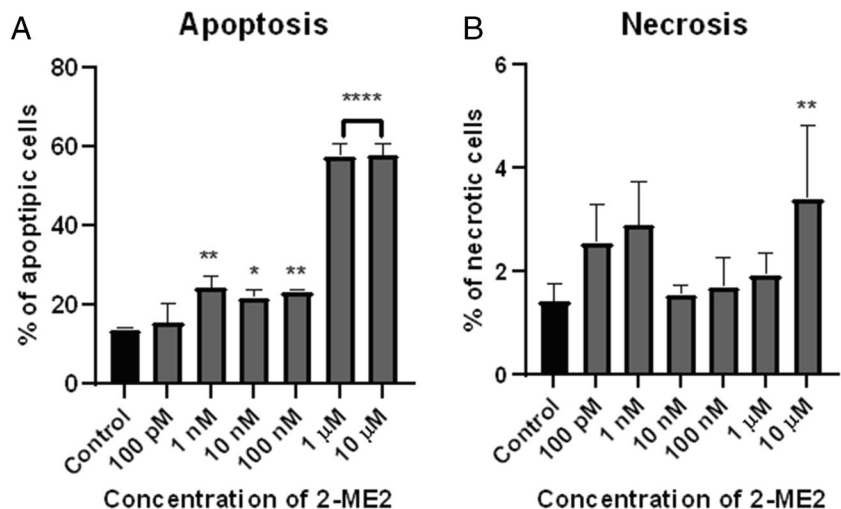 A
Apoptosis
% of apoptipic cells
80
60
40
20
0
**
*
**
****
Control
100 pM
1 nM
10 nM
100 nM
1 μM
10 μM
Concentration of 2-ME2
B
Necrosis
% of necrotic cells
6
4
2
0
**
Control
100 pM
1 nM
10 nM
100 nM
1 μM
10 μM
Concentration of 2-ME2